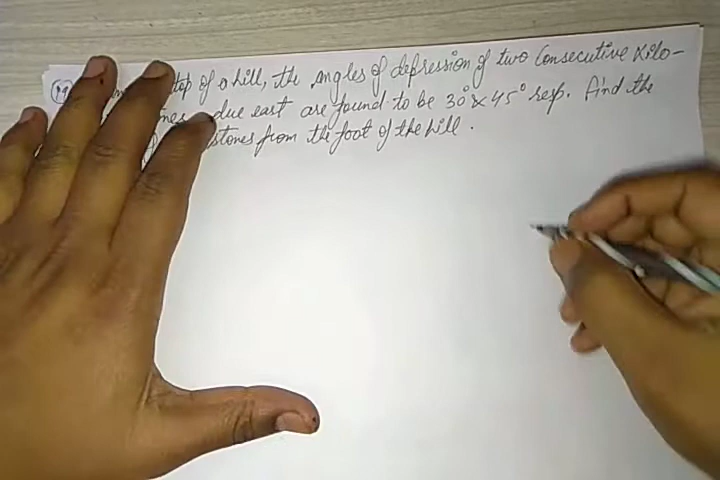 19 top of a hill, the angles of depression of two Consecutive Kilo-
due east are found to be 30° & 45° resp. find the
stones from the foot of the hill.